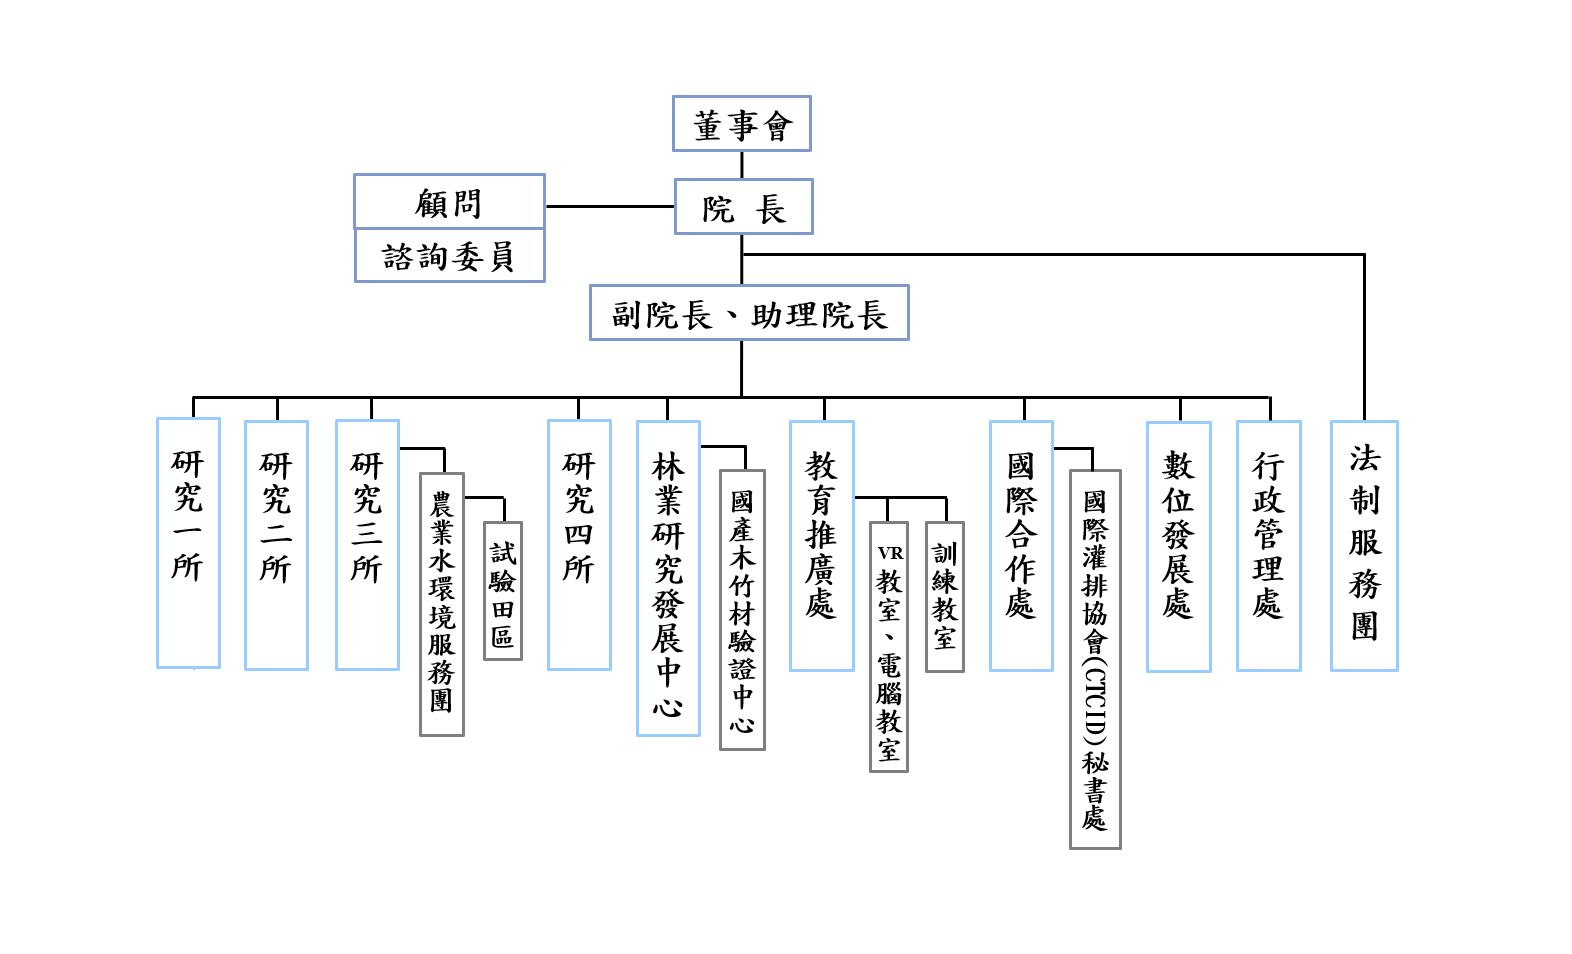 董事會
院 長
顧問
諮詢委員
副院長、助理院長
研究一所
研究二所
研究三所
農業水環境服務團
試驗田區
研究四所
林業研究發展中心
國產木竹材驗證中心
教育推廣處
VR教室、電腦教室
訓練教室
國際合作處
國際灌排協會(CTCID)秘書處
數位發展處
行政管理處
法制服務團